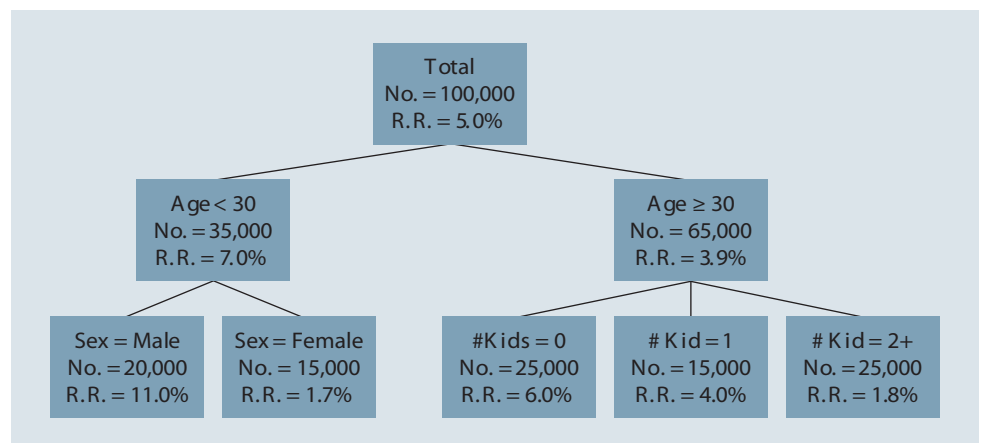 Total
No. = 100,000
R.R. = 5.0%
Age < 30
No. = 35,000
R.R. = 7.0%
Age ≥ 30
No. = 65,000
R.R. = 3.9%
Sex = Male
No. = 20,000
R.R. = 11.0%
Sex = Female
No. = 15,000
R.R. = 1.7%
#Kids = 0
No. = 25,000
R.R. = 6.0%
# Kid = 1
No. = 15,000
R.R. = 4.0%
# Kid = 2+
No. = 25,000
R.R. = 1.8%